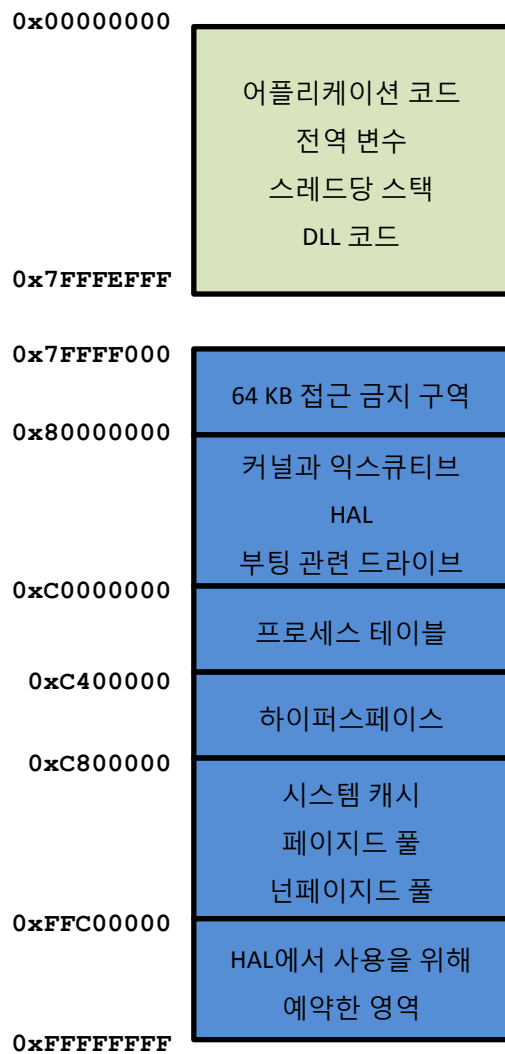 0x00000000
어플리케이션 코드
전역 변수
스레드당 스택
DLL 코드
0x7FFFEFFF
0x7FFFF000
64 KB 접근 금지 구역
0x80000000
커널과 익스큐티브
HAL
부팅 관련 드라이브
0xC0000000
프로세스 테이블
0xC400000
하이퍼스페이스
0xC800000
시스템 캐시
페이지드 풀
넌페이지드 풀
0xFFC00000
HAL에서 사용을 위해
예약한 영역
0xFFFFFFFF